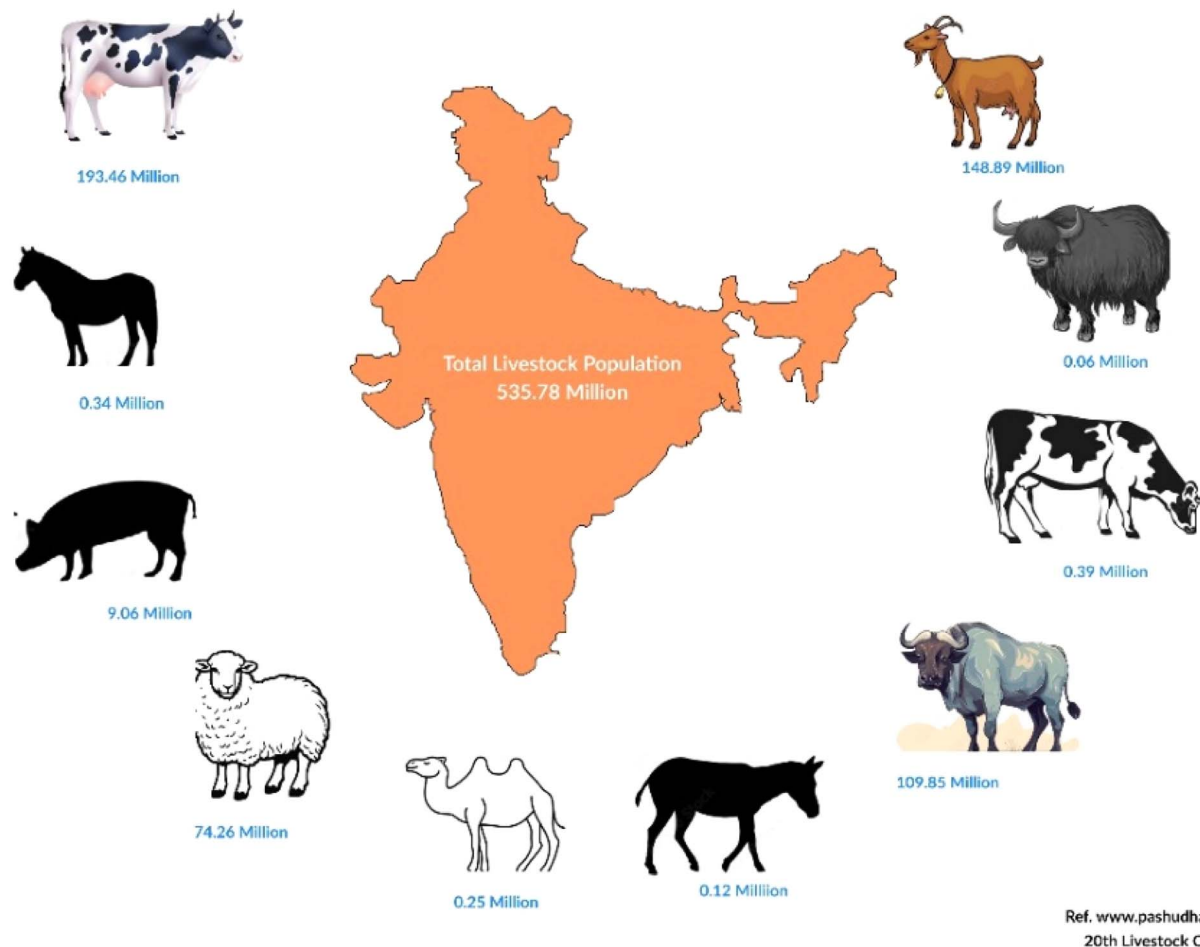 193.46 Million
148.89 Million
0.34 Million
0.06 Million
Total Livestock Population
535.78 Million
0.39 Million
9.06 Million
109.85 Million
74.26 Million
0.25 Million
0.12 Milliion
Ref. www.pashudha
20th Livestock C